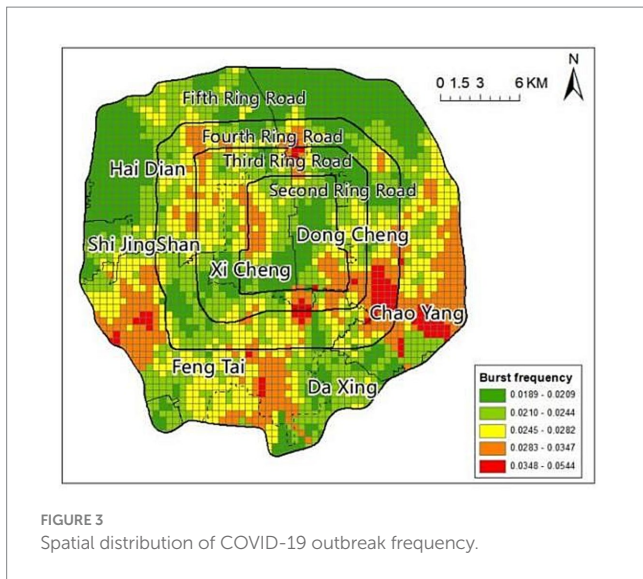 N
0 1.5 3 6 KM
Fifth Ring Road
Fourth Ring Road
Third Ring Road
Hai Dian
Second Ring Road
Dong Cheng
Shi JingShan
Xi Cheng
Chao Yang
Feng Tai
Da Xing
Burst frequency
0.0189 - 0.0209
0.0210 - 0.0244
0.0245 - 0.0282
0.0283 - 0.0347
0.0348 - 0.0544
FIGURE 3
Spatial distribution of COVID-19 outbreak frequency.